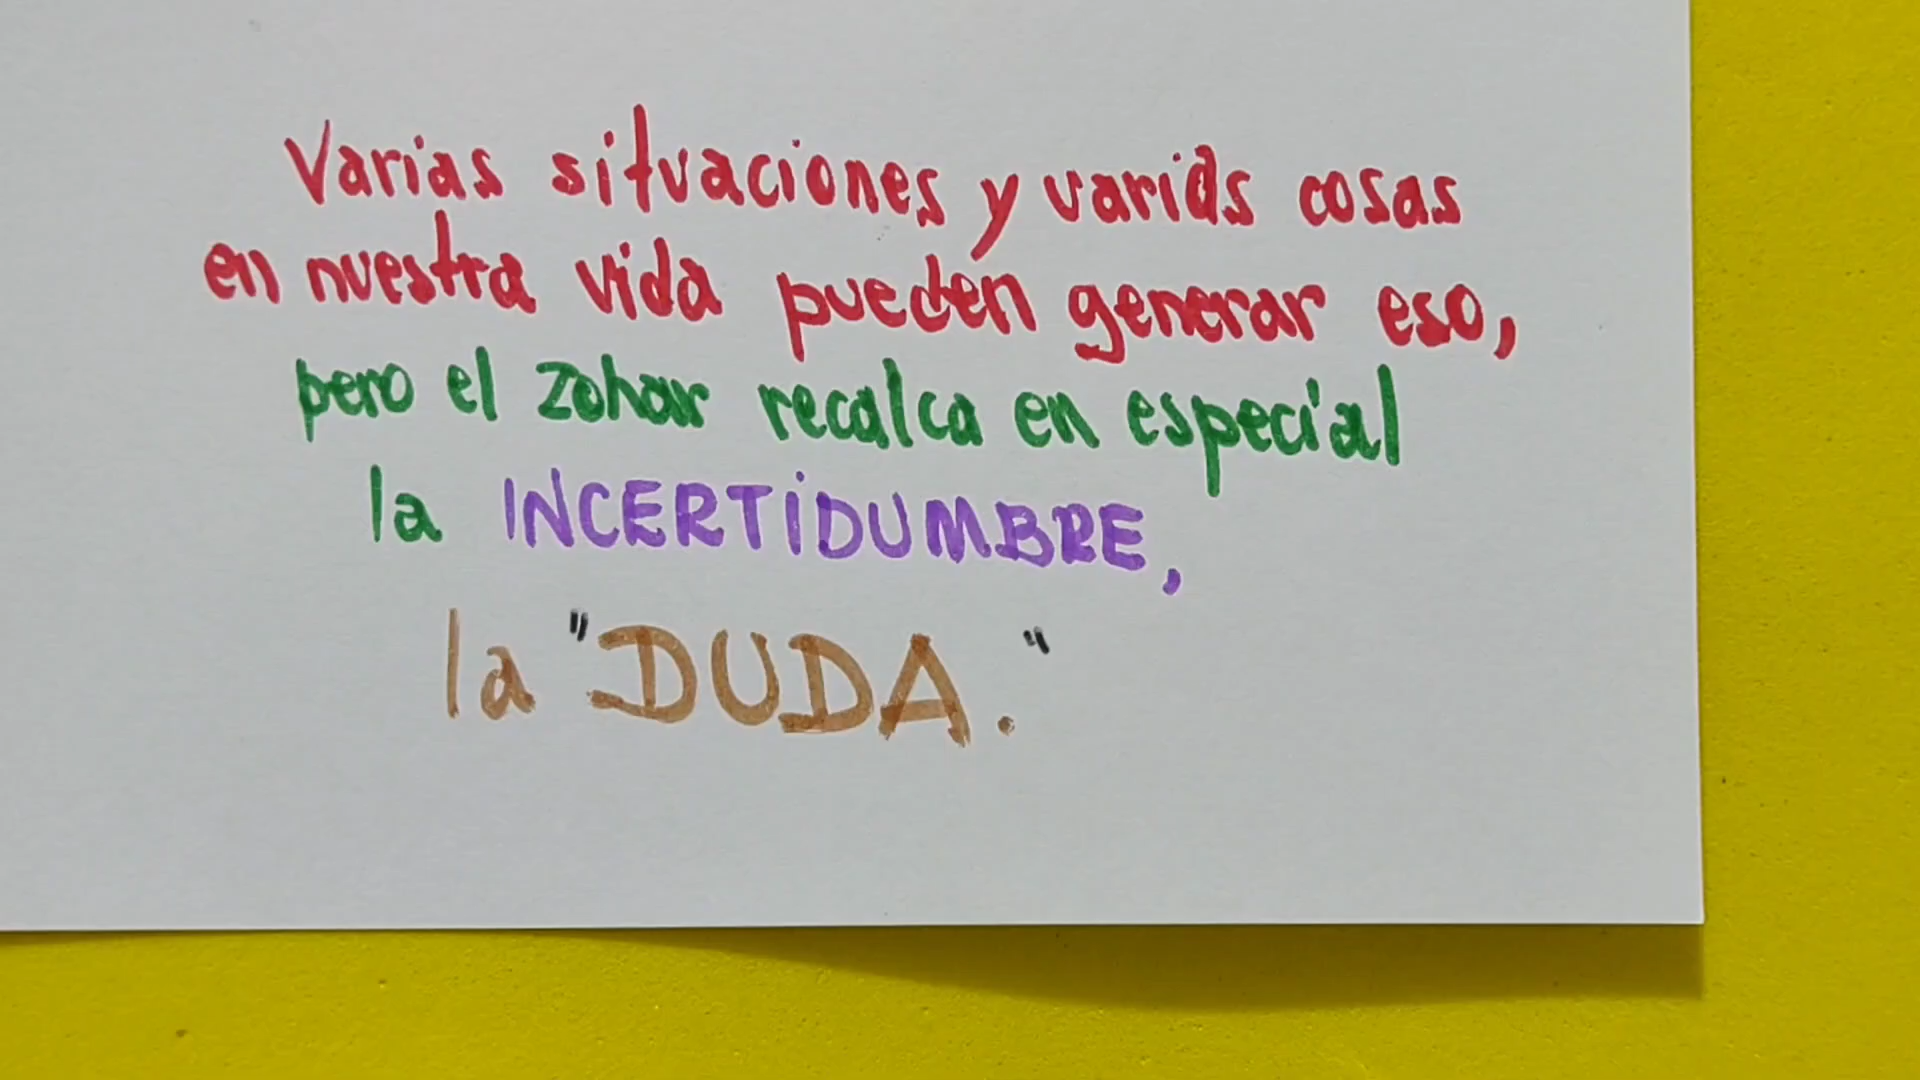 Varias situaciones y varias cosas
en nuestra vida pueden generar eso,
pero el zohar recalca en especial
la INCERTIDUMBRE,
la "DUDA."